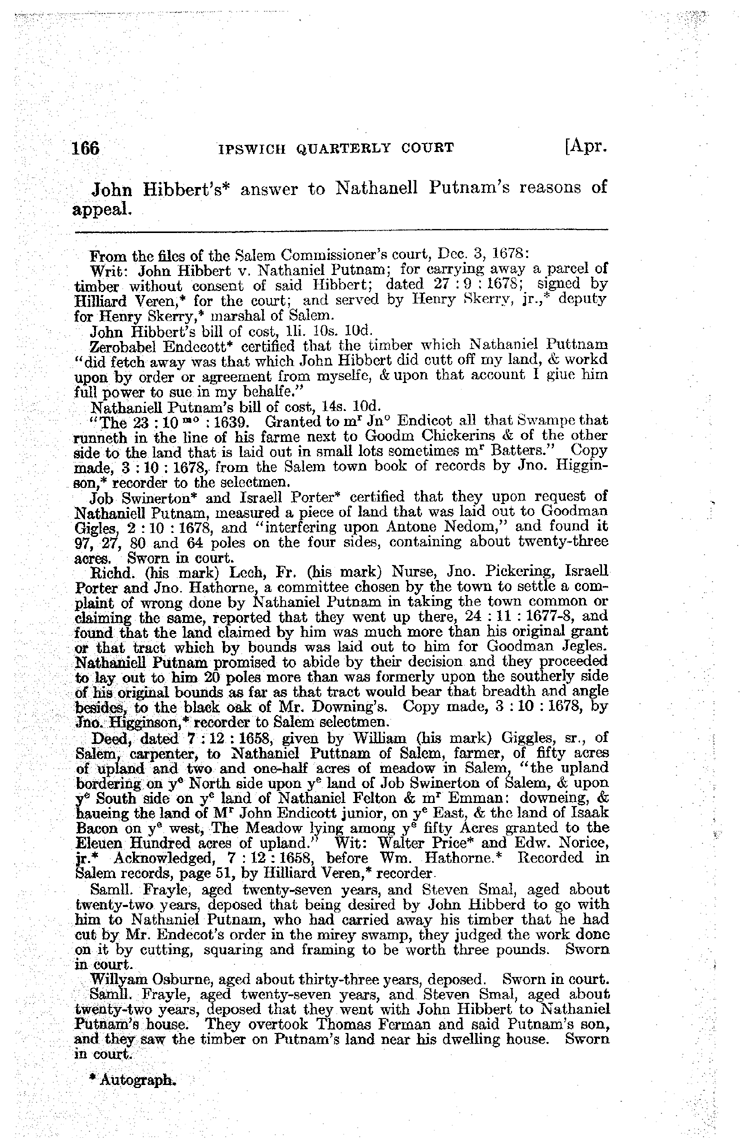 166 IPSWICH QUARTERLY COURT [Apr.
John Hibbert's* answer to Nathanell Putnam's reasons of
appeal.
From the files of the Salem Commissioner's court, Dec. 3, 1678:
Writ: John Hibbert v. Nathaniel Putnam; for carrying away a parcel of
timber without consent of said Hibbert; dated 27 : 9 : 1678; signed by
Hilliard Veren,* for the court; and served by Henry Skerry, jr.,* deputy
for Henry Skerry,* marshal of Salem.
John Hibbert's bill of cost, 1li. 10s. 10d.
Zerobabel Endecott* certified that the timber which Nathaniel Puttnam
"did fetch away was that which John Hibbert did cutt off my land, & workd
upon by order or agreement from myselfe, & upon that account I giue him
full power to sue in my behalfe."
Nathaniell Putnam's bill of cost, 14s. 10d.
"The 23 : 10 mo : 1639. Granted to mr Jno Endicot all that Swampe that
runneth in the line of his farme next to Goodm Chickerins & of the other
side to the land that is laid out in small lots sometimes mr Batters." Copy
made, 3 : 10 : 1678, from the Salem town book of records by Jno. Higgin-
son,* recorder to the selectmen.
Job Swinerton* and Israell Porter* certified that they upon request of
Nathaniell Putnam, measured a piece of land that was laid out to Goodman
Gigles, 2 : 10 : 1678, and "interfering upon Antone Nedom," and found it
97, 27, 80 and 64 poles on the four sides, containing about twenty-three
acres. Sworn in court.
Richd. (his mark) Lech, Fr. (his mark) Nurse, Jno. Pickering, Israell
Porter and Jno. Hathorne, a committee chosen by the town to settle a com-
plaint of wrong done by Nathaniel Putnam in taking the town common or
claiming the same, reported that they went up there, 24 : 11 : 1677-8, and
found that the land claimed by him was much more than his original grant
or that tract which by bounds was laid out to him for Goodman Jegles.
Nathaniell Putnam promised to abide by their decision and they proceeded
to lay out to him 20 poles more than was formerly upon the southerly side
of his original bounds as far as that tract would bear that breadth and angle
besides, to the black oak of Mr. Downing's. Copy made, 3 : 10 : 1678, by
Jno. Higginson,* recorder to Salem selectmen.
Deed, dated 7 : 12 : 1658, given by William (his mark) Giggles, sr., of
Salem, carpenter, to Nathaniel Puttnam of Salem, farmer, of fifty acres
of upland and two and one-half acres of meadow in Salem, "the upland
bordering on ye North side upon ye land of Job Swinerton of Salem, & upon
ye South side on ye land of Nathaniel Felton & mr Emman: downeing, &
haueing the land of Mr John Endicott junior, on ye East, & the land of Isaak
Bacon on ye west, The Meadow lying among ye fifty Acres granted to the
Eleuen Hundred acres of upland." Wit: Walter Price* and Edw. Norice,
jr.* Acknowledged, 7 : 12 : 1658, before Wm. Hathorne.* Recorded in
Salem records, page 51, by Hilliard Veren,* recorder.
Samll. Frayle, aged twenty-seven years, and Steven Smal, aged about
twenty-two years, deposed that being desired by John Hibberd to go with
him to Nathaniel Putnam, who had carried away his timber that he had
cut by Mr. Endecot's order in the mirey swamp, they judged the work done
on it by cutting, squaring and framing to be worth three pounds. Sworn
in court.
Willyam Osburne, aged about thirty-three years, deposed. Sworn in court.
Samll. Frayle, aged twenty-seven years, and Steven Smal, aged about
twenty-two years, deposed that they went with John Hibbert to Nathaniel
Putnam's house. They overtook Thomas Ferman and said Putnam's son,
and they saw the timber on Putnam's land near his dwelling house. Sworn
in court.
* Autograph.